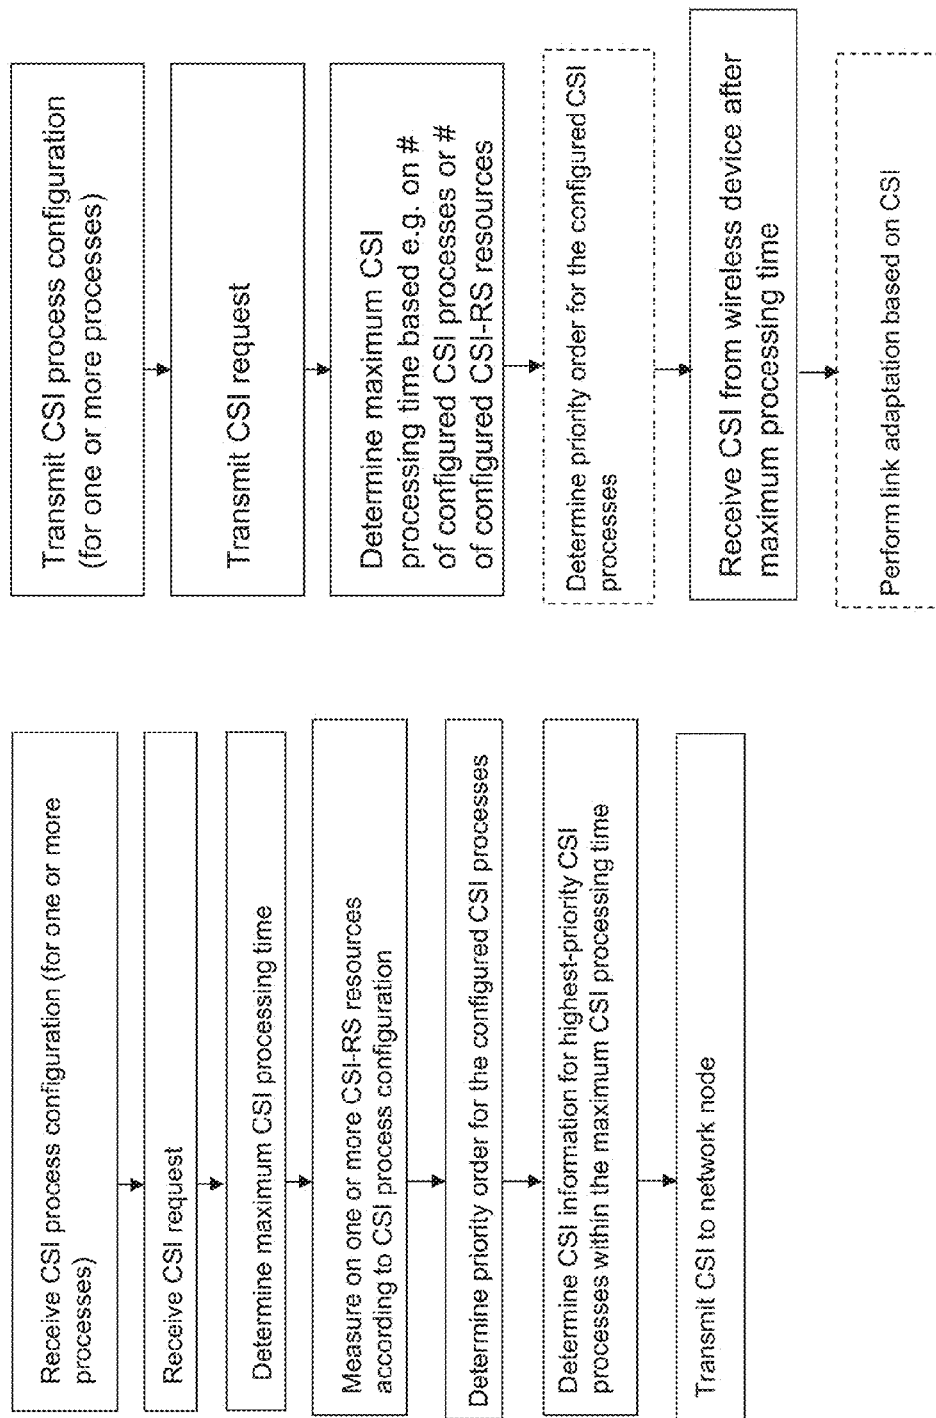 Receive CSI process configuration (for one or more
processes)
Receive CSI request
Determine maximum CSI processing time
Measure on one or more CSI-RS resources
according to CSI process configuration
Determine priority order for the configured CSI processes
Determine CSI information for highest-priority CSI
processes within the maximum CSI processing time
Transmit CSI to network node
Transmit CSI process configuration
(for one or more processes)
Transmit CSI request
Determine maximum CSI
processing time based e.g. on #
of configured CSI processes or #
of configured CSI-RS resources
Determine priority order for the configured CSI
processes
Receive CSI from wireless device after
maximum processing time
Perform link adaptation based on CSI